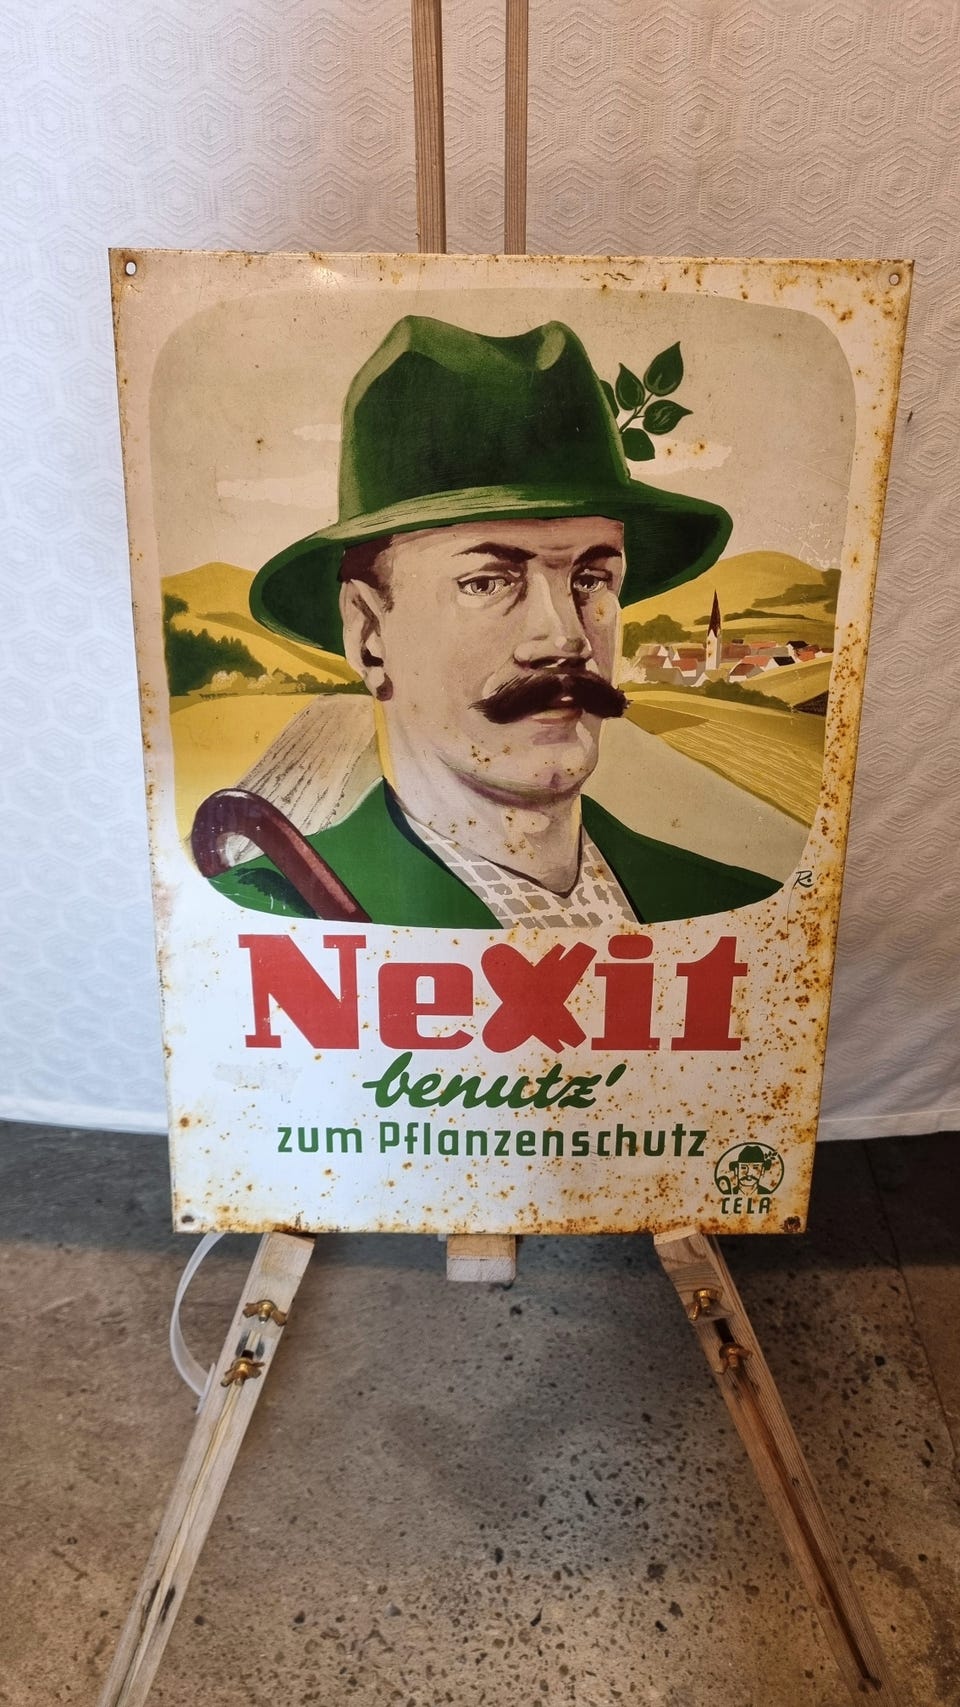 R.
Nexit
benutz'
zum Pflanzenschutz
CELA